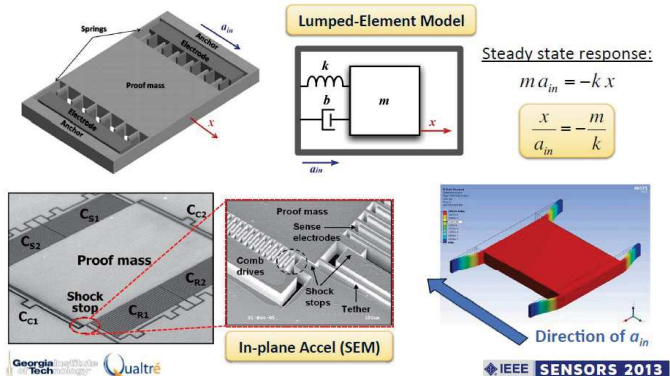 Lumped-Element Model
Springs
a_in
Anchor
Electrode
Proof mass
Electrode
Anchor
x
k
b
m
x
a_in
Steady state response:
m a_in = -k x
x / a_in = - m / k
C_S1
C_C2
C_S2
Proof mass
Shock
stop
C_R2
C_C1
C_R1
Proof mass
Sense
electrodes
Comb
drives
Shock
stops
Tether
In-plane Accel (SEM)
Direction of a_in
Georgia Institute
of Technology
Qualtré
IEEE SENSORS 2013